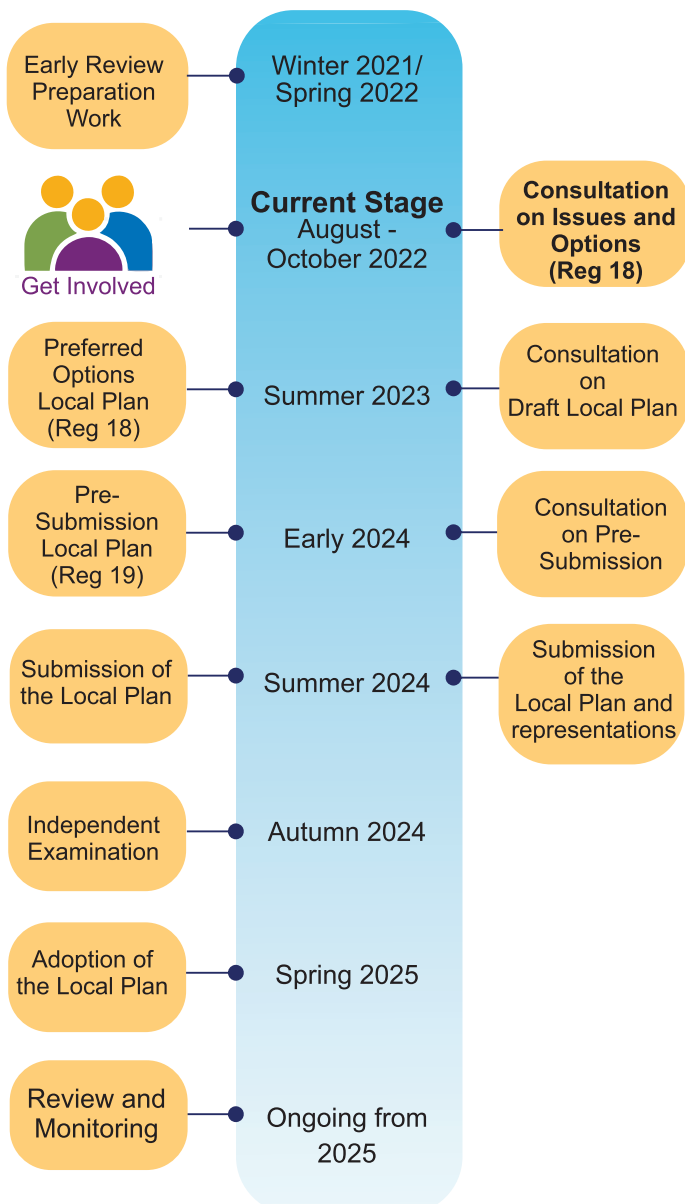 Early Review
Preparation
Work
Winter 2021/
Spring 2022
Get Involved
Current Stage
August -
October 2022
Consultation
on Issues and
Options
(Reg 18)
Preferred
Options
Local Plan
(Reg 18)
Summer 2023
Consultation
on
Draft Local Plan
Pre-
Submission
Local Plan
(Reg 19)
Early 2024
Consultation
on Pre-
Submission
Submission of
the Local Plan
Summer 2024
Submission
of the
Local Plan and
representations
Independent
Examination
Autumn 2024
Adoption of
the Local Plan
Spring 2025
Review and
Monitoring
Ongoing from
2025